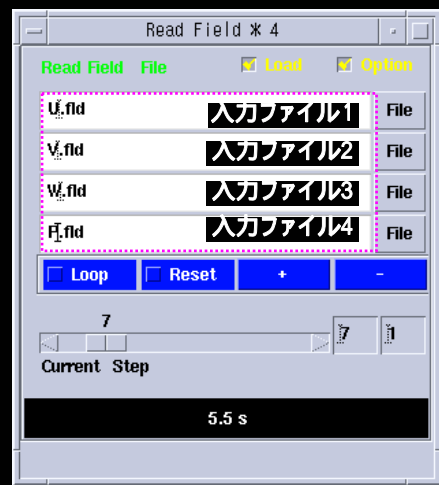 Read Field * 4
Read Field File Load Option
U.fld 入力ファイル1 File
V.fld 入力ファイル2 File
W.fld 入力ファイル3 File
P.fld 入力ファイル4 File
Loop Reset + -
7
7 1
Current Step
5.5 s